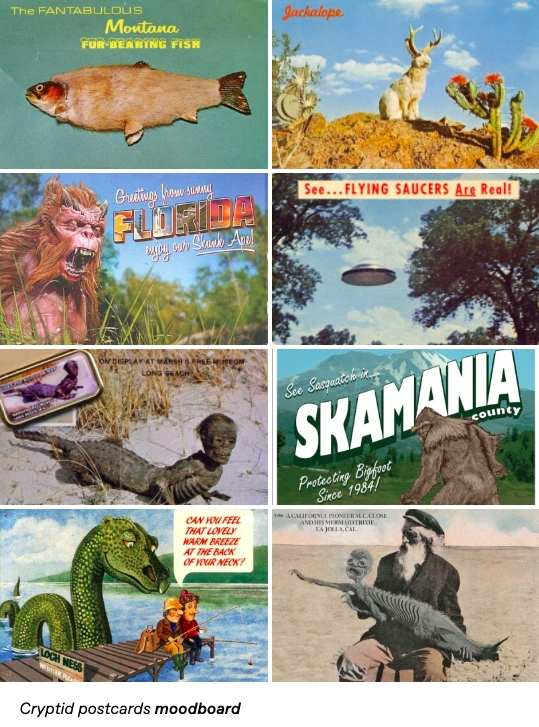 The FANTABULOUS
Montana
FUR-BEARING FISH
Jackalope
Greetings from sunny
FLORIDA
enjoy our Skunk Ape!
See...FLYING SAUCERS Are Real!
ON DISPLAY AT MARSH'S FREE MUSEUM
LONG BEACH
See Sasquatch in...
SKAMANIA
county
Protecting Bigfoot
Since 1984!
CAN YOU FEEL
THAT LOVELY
WARM BREEZE
AT THE BACK
OF YOUR NECK?
LOCH NESS
A CALIFORNIA PIONEER M.C. CLOSE
AND HIS MERMAID TRIXIE.
LA JOLLA, CAL.
Cryptid postcards moodboard